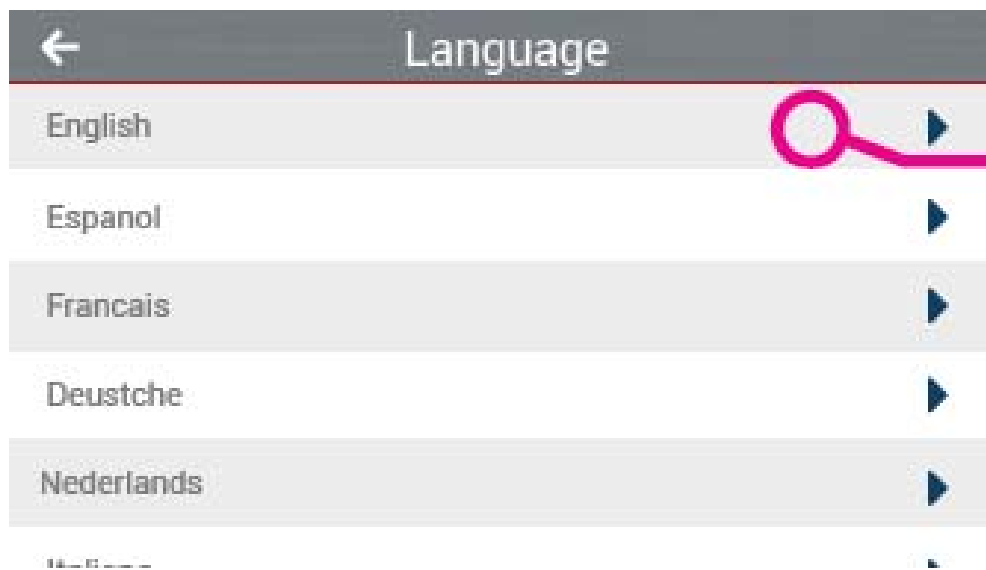 Language
English
Espanol
Francais
Deustche
Nederlands